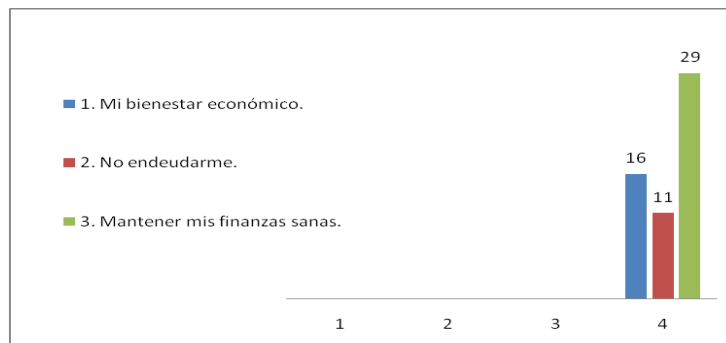 1. Mi bienestar económico.
2. No endeudarme.
3. Mantener mis finanzas sanas.
16
11
29
1 2 3 4